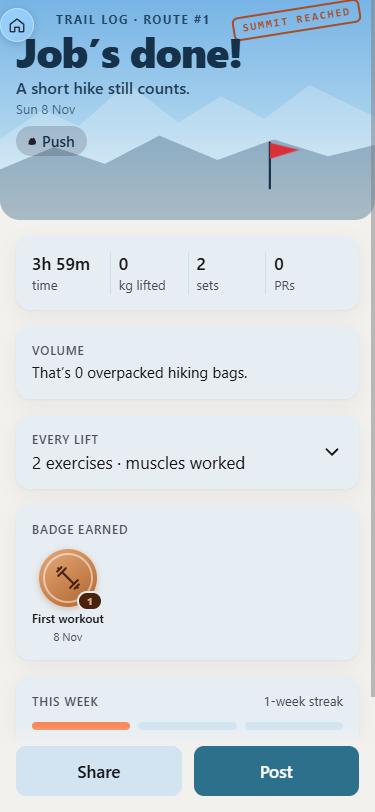 TRAIL LOG · ROUTE #1
SUMMIT REACHED
Job's done!
A short hike still counts.
Sun 8 Nov
Push
3h 59m
time
0
kg lifted
2
sets
0
PRs
VOLUME
That's 0 overpacked hiking bags.
EVERY LIFT
2 exercises · muscles worked
BADGE EARNED
1
First workout
8 Nov
THIS WEEK
1-week streak
Share
Post